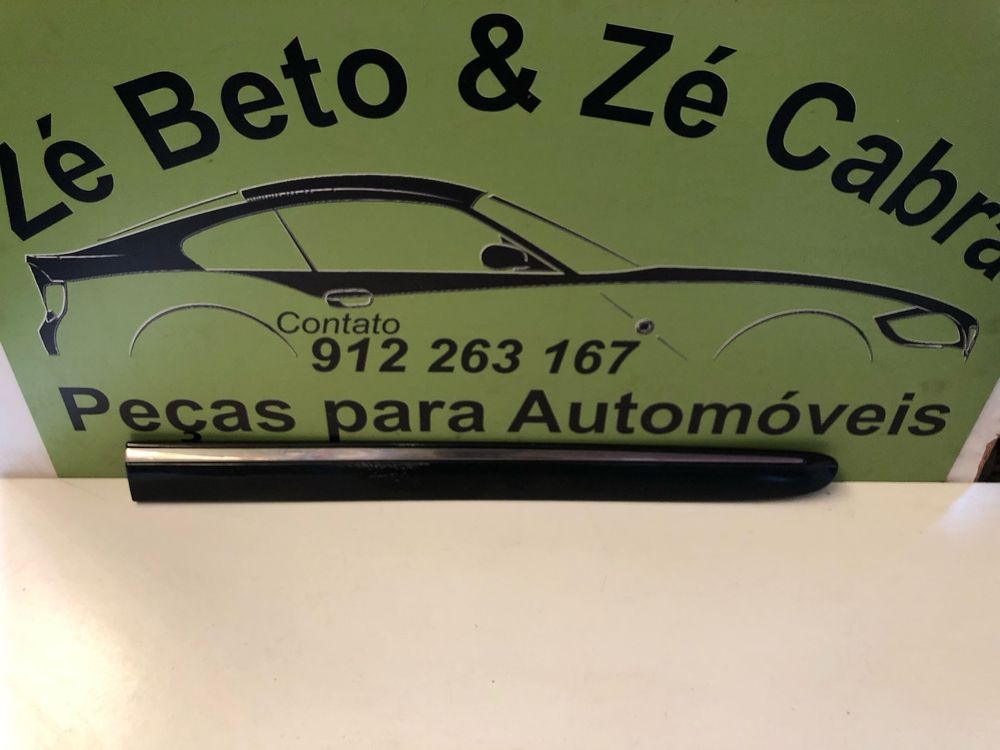 Zé Beto & Zé Cabra
Contato
912 263 167
Peças para Automóveis